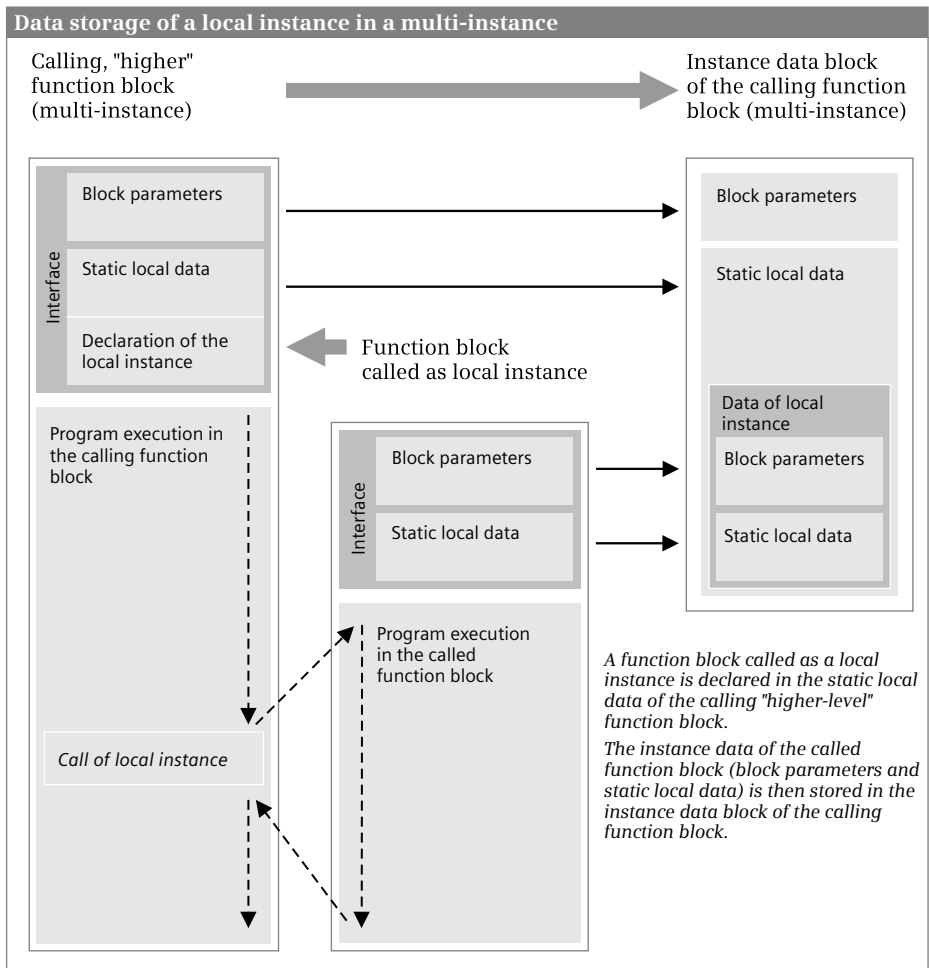 Data storage of a local instance in a multi-instance
Calling, "higher"
function block
(multi-instance)
Instance data block
of the calling function
block (multi-instance)
Interface
Block parameters
Static local data
Declaration of the
local instance
Block parameters
Static local data
Function block
called as local instance
Data of local
instance
Block parameters
Static local data
Program execution in
the calling function
block
Interface
Block parameters
Static local data
Program execution
in the called
function block
Call of local instance
A function block called as a local
instance is declared in the static local
data of the calling "higher-level"
function block.
The instance data of the called
function block (block parameters and
static local data) is then stored in the
instance data block of the calling
function block.